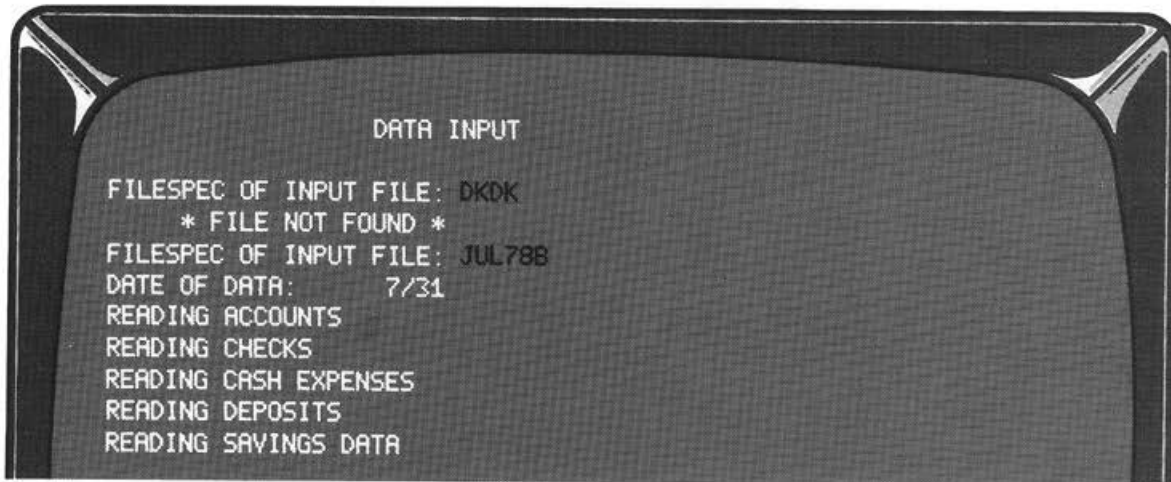 DATA INPUT
FILESPEC OF INPUT FILE: DKDK
* FILE NOT FOUND *
FILESPEC OF INPUT FILE: JUL78B
DATE OF DATA: 7/31
READING ACCOUNTS
READING CHECKS
READING CASH EXPENSES
READING DEPOSITS
READING SAVINGS DATA